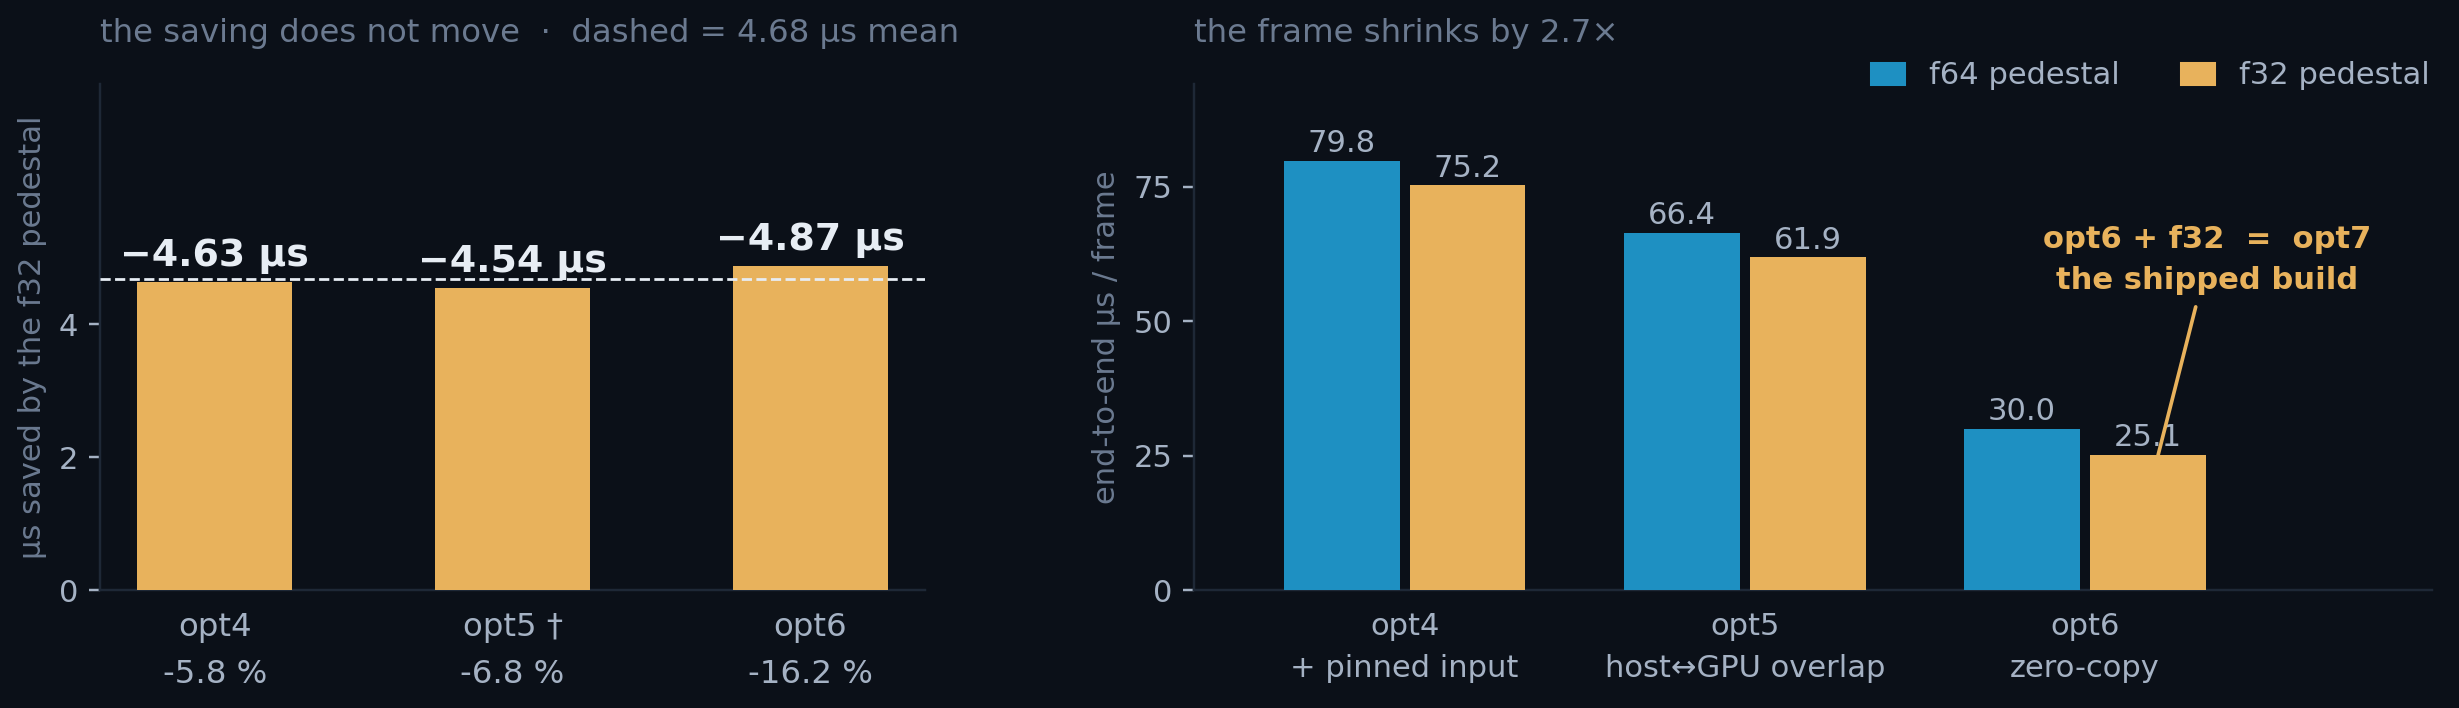 the saving does not move · dashed = 4.68 µs mean
µs saved by the f32 pedestal
4
2
0
−4.63 µs
−4.54 µs
−4.87 µs
opt4
-5.8 %
opt5 †
-6.8 %
opt6
-16.2 %
the frame shrinks by 2.7×
f64 pedestal
f32 pedestal
end-to-end µs / frame
75
50
25
0
79.8
75.2
66.4
61.9
30.0
25.1
opt6 + f32 = opt7
the shipped build
opt4
+ pinned input
opt5
host↔GPU overlap
opt6
zero-copy